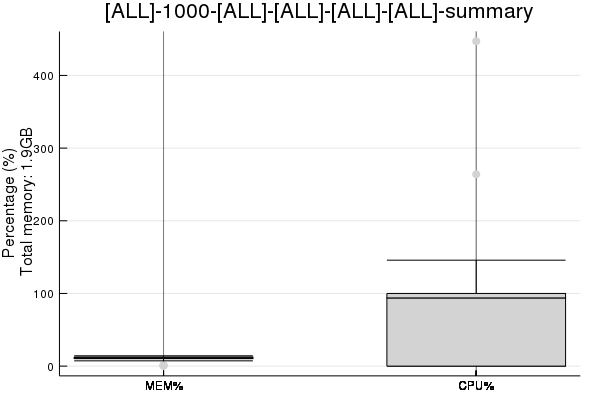 [ALL]-1000-[ALL]-[ALL]-[ALL]-[ALL]-summary
Percentage (%)
Total memory: 1.9GB
400
300
200
100
0
MEM%
CPU%